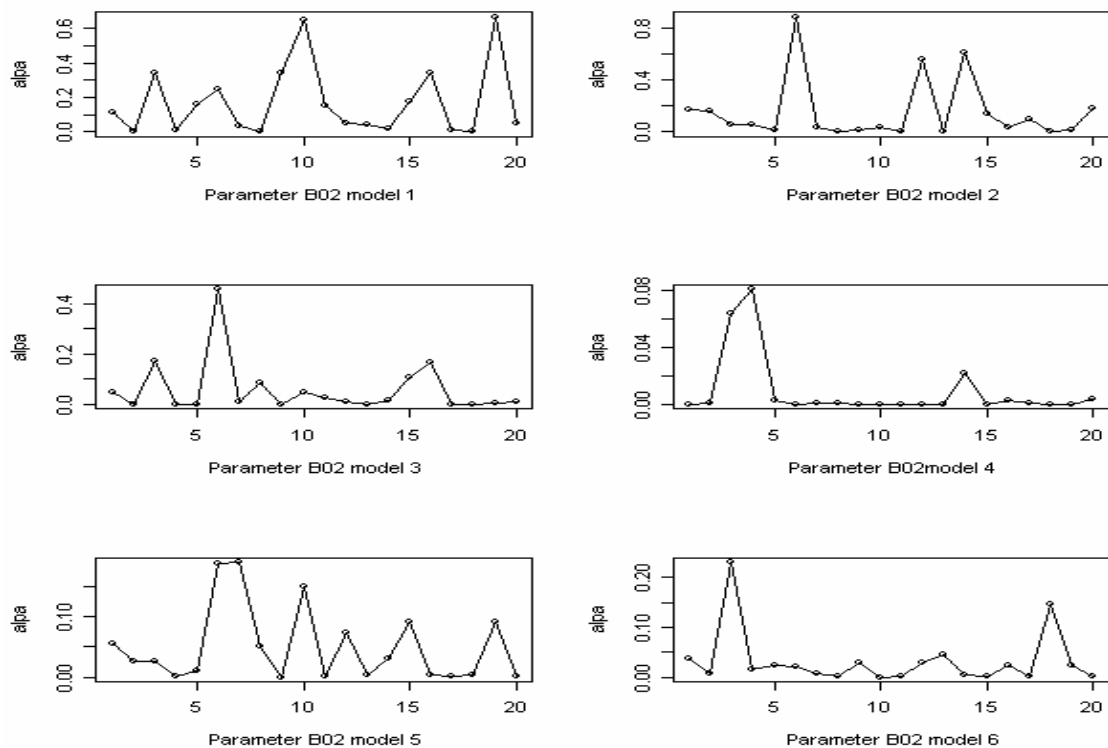 alpa
0.0 0.2 0.4 0.6
5 10 15 20
Parameter B02 model 1
alpa
0.0 0.4 0.8
5 10 15 20
Parameter B02 model 2
alpa
0.0 0.2 0.4
5 10 15 20
Parameter B02 model 3
alpa
0.00 0.04 0.08
5 10 15 20
Parameter B02model 4
alpa
0.00 0.10
5 10 15 20
Parameter B02 model 5
alpa
0.00 0.10 0.20
5 10 15 20
Parameter B02 model 6